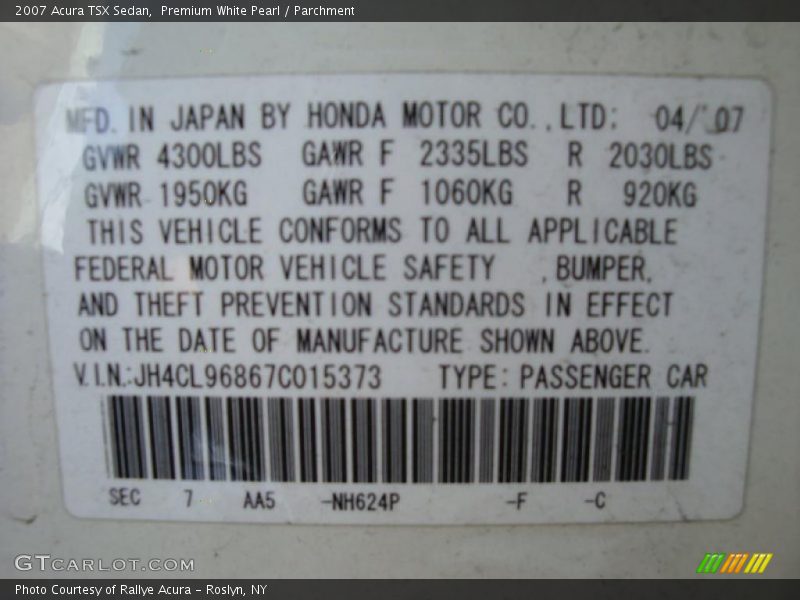 2007 Acura TSX Sedan, Premium White Pearl / Parchment
MFD. IN JAPAN BY HONDA MOTOR CO.,LTD: 04/ 07
GVWR 4300LBS GAWR F 2335LBS R 2030LBS
GVWR 1950KG GAWR F 1060KG R 920KG
THIS VEHICLE CONFORMS TO ALL APPLICABLE
FEDERAL MOTOR VEHICLE SAFETY ,BUMPER,
AND THEFT PREVENTION STANDARDS IN EFFECT
ON THE DATE OF MANUFACTURE SHOWN ABOVE.
V.I.N.:JH4CL96867C015373 TYPE: PASSENGER CAR
SEC 7 AA5 -NH624P -F -C
GTCARLOT.COM
Photo Courtesy of Rallye Acura – Roslyn, NY